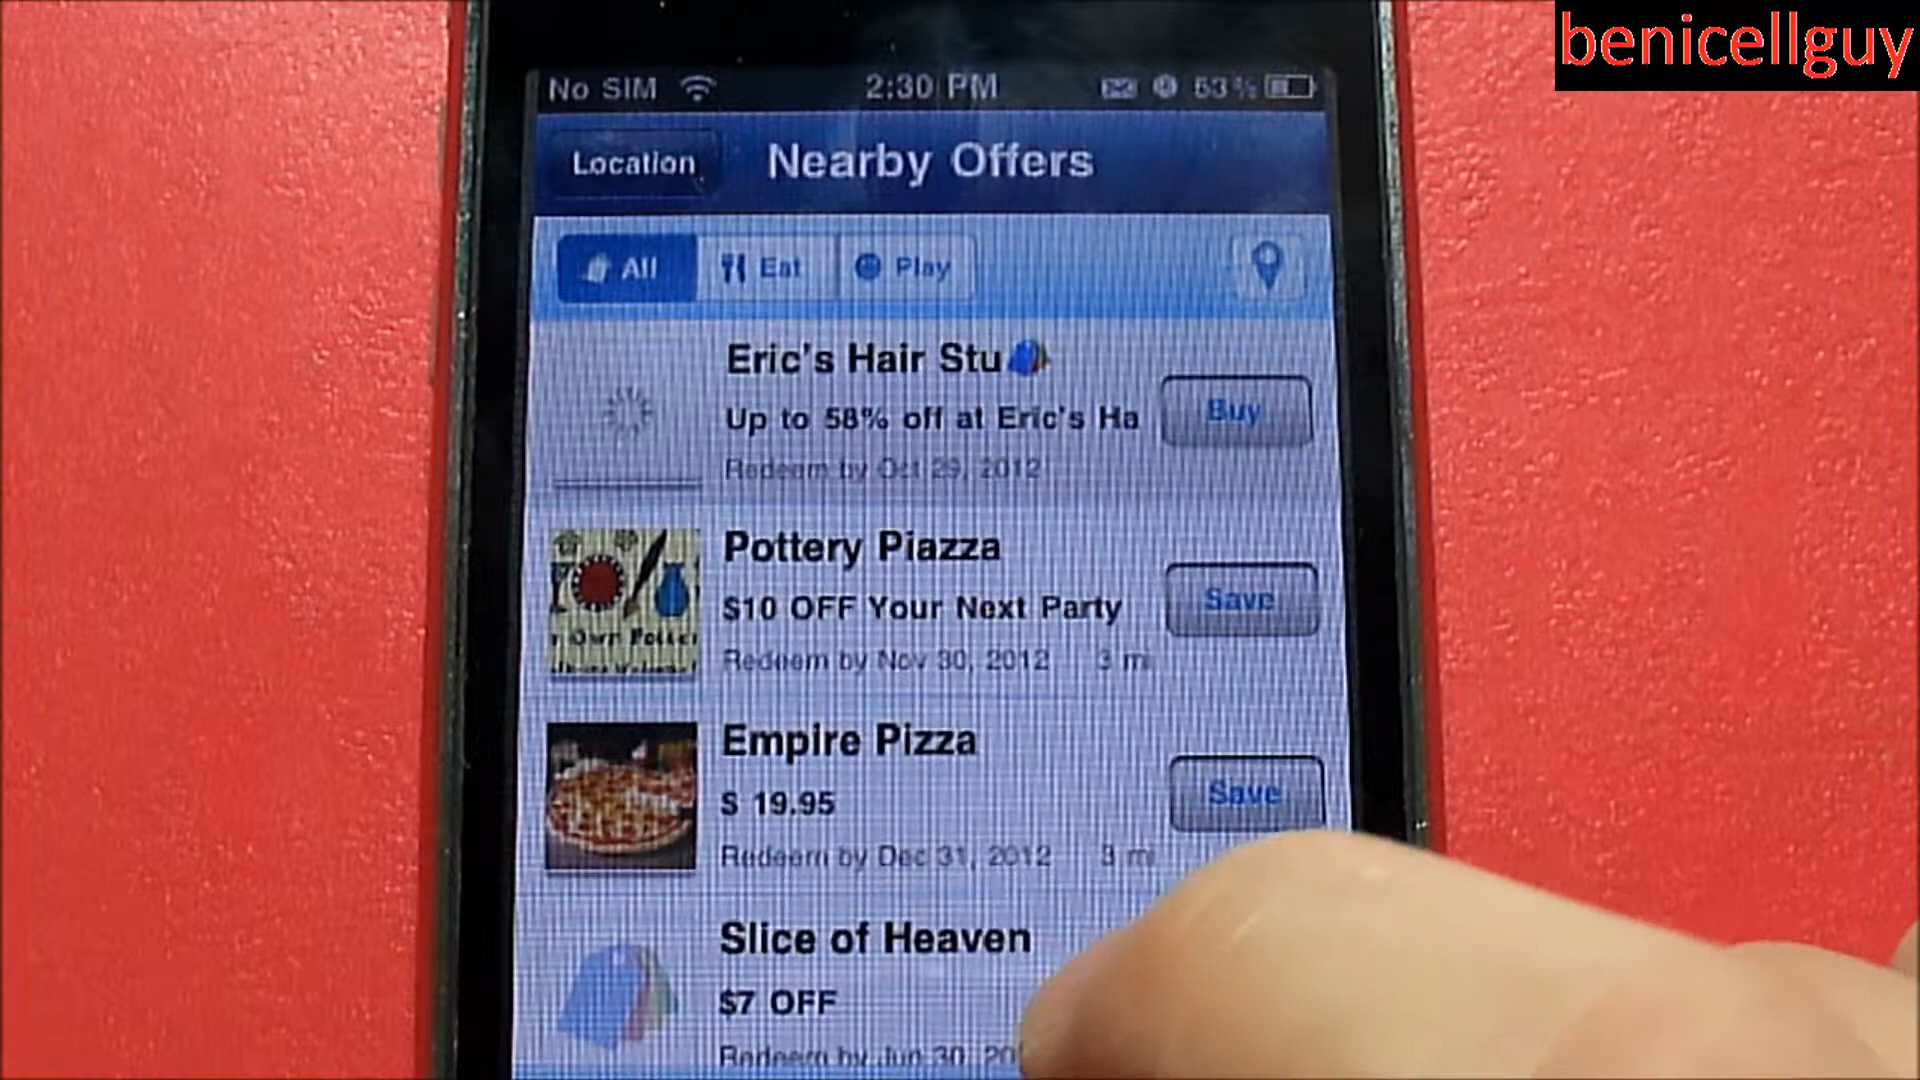 benicellguy
No SIM 2:30 PM 53%
Location Nearby Offers
All Eat Play
Eric's Hair Stu
Up to 58% off at Eric's Ha Buy
Redeem by Oct 29, 2012
Pottery Piazza
$10 OFF Your Next Party Save
Redeem by Nov 30, 2012 3 mi
Own
Empire Pizza
$ 19.95 Save
Redeem by Dec 31, 2012 3 mi
Slice of Heaven
$7 OFF
Redeem by Jun 30, 20